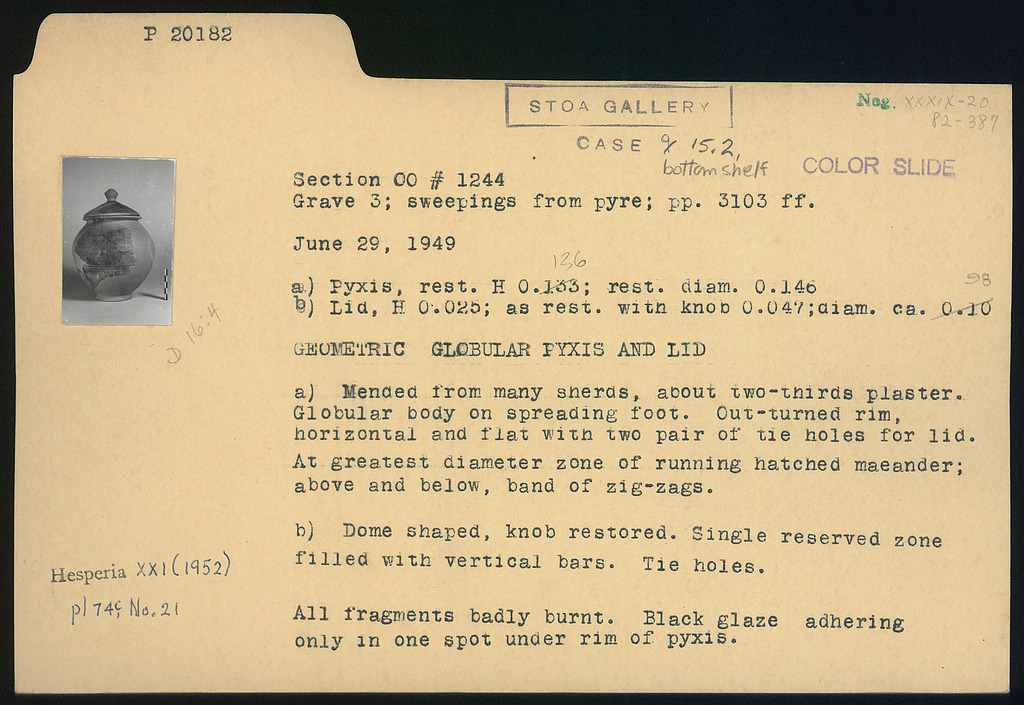 P 20182
STOA GALLERY
Neg. XXXIX-20
82-387
CASE 15.2,
bottom shelf
COLOR SLIDE
Section OO # 1244
Grave 3; sweepings from pyre; pp. 3103 ff.
June 29, 1949
136
98
a) Pyxis, rest. H 0.133; rest. diam. 0.146
b) Lid, H 0.025; as rest. with knob 0.047;diam. ca. 0.10
D 16:4
GEOMETRIC GLOBULAR PYXIS AND LID
a) Mended from many sherds, about two-thirds plaster.
Globular body on spreading foot. Out-turned rim,
horizontal and flat with two pair of tie holes for lid.
At greatest diameter zone of running hatched maeander;
above and below, band of zig-zags.
b) Dome shaped, knob restored. Single reserved zone
filled with vertical bars. Tie holes.
Hesperia XXI (1952)
No. 21
All fragments badly burnt. Black glaze adhering
only in one spot under rim of pyxis.